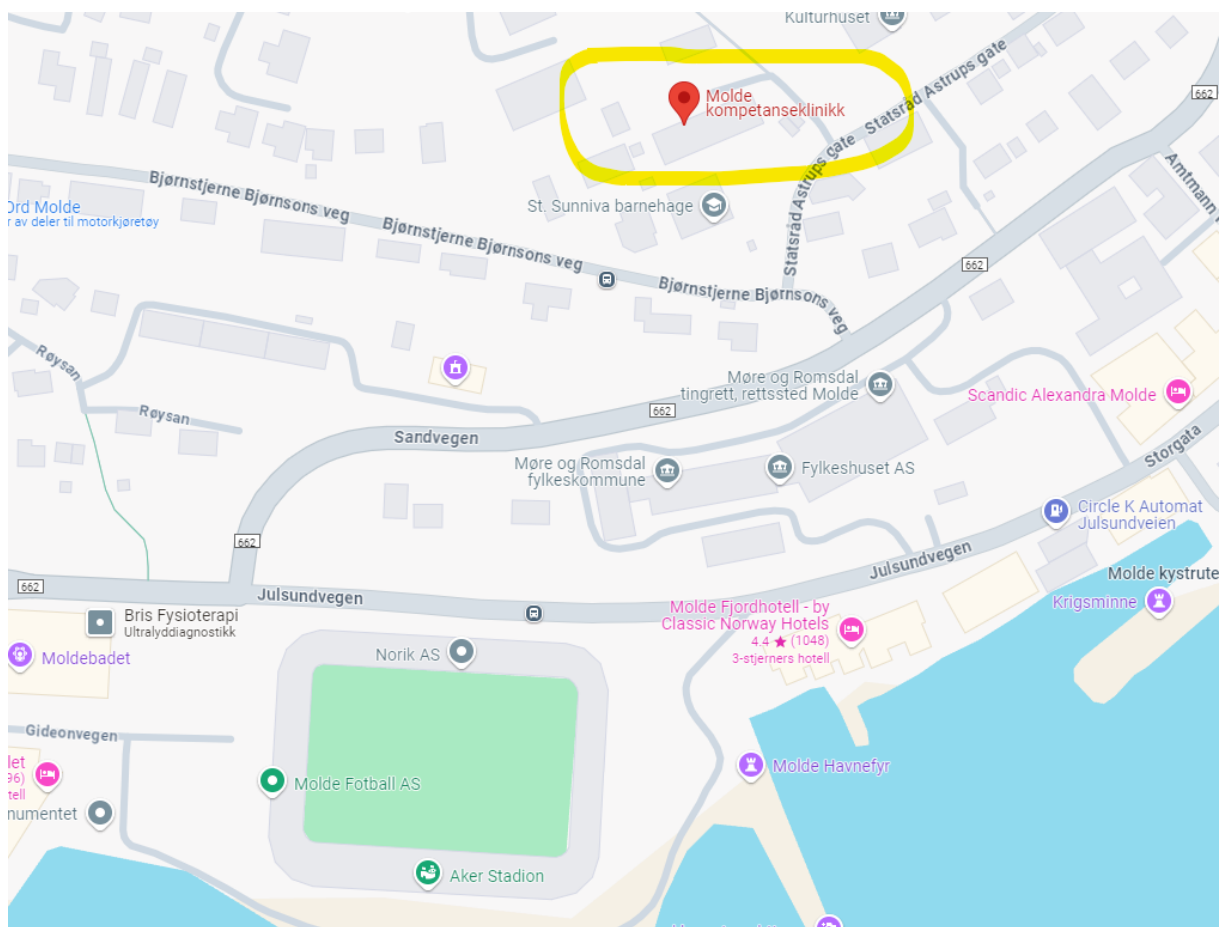 Kulturhuset
662
Molde
kompetanseklinikk
Statsråd Astrups gate
Statsråd Astrups gate
Amtmann
Bjørnstjerne Bjørnsons veg
St. Sunniva barnehage
Ord Molde
r av deler til motorkjøretøy
Bjørnstjerne Bjørnsons veg
662
Bjørnstjerne Bjørnsons veg
Røysan
Møre og Romsdal
tingrett, rettssted Molde
Scandic Alexandra Molde
Røysan
662
Sandvegen
Storgata
Møre og Romsdal
fylkeskommune
Fylkeshuset AS
Circle K Automat
Julsundveien
662
Julsundvegen
Molde kystrute
662
Julsundvegen
Krigsminne
Bris Fysioterapi
Ultralyddiagnostikk
Molde Fjordhotell - by
Classic Norway Hotels
4.4 ★ (1048)
3-stjerners hotell
Moldebadet
Norik AS
Gideonvegen
let
96)
tell
Molde Havnefyr
Molde Fotball AS
numentet
Aker Stadion